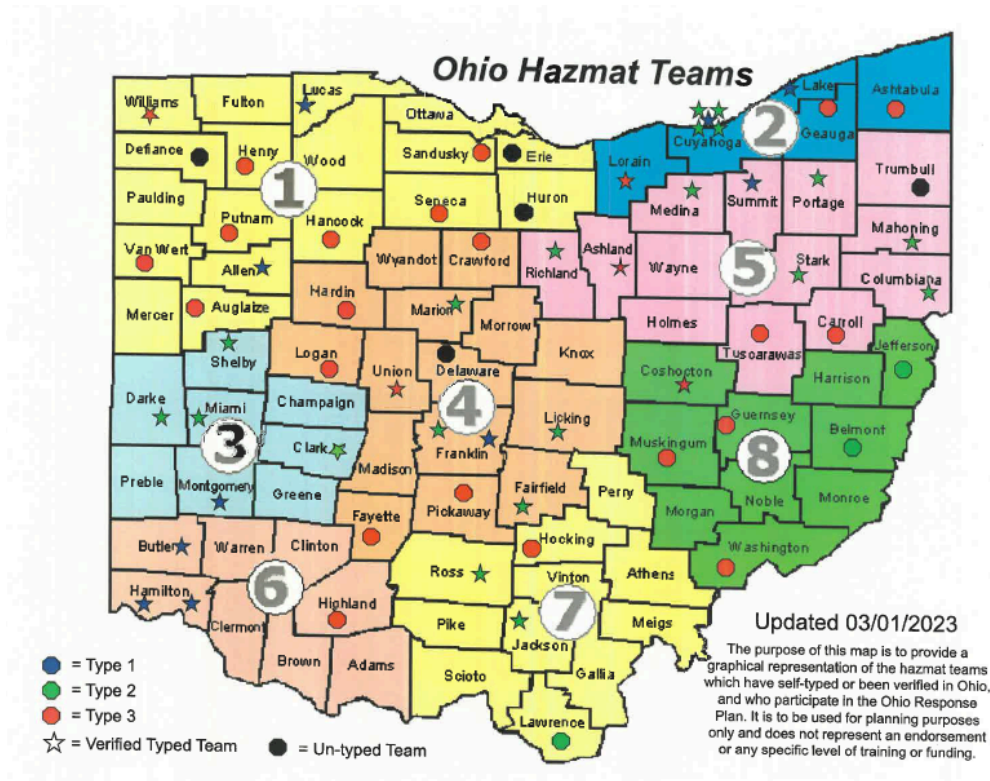 Ohio Hazmat Teams
Williams
Fulton
Lucas
Ottawa
Lake
Ashtabula
Defiance
Henry
Wood
Sandusky
Erie
Lorain
Cuyahoga
2
Geauga
Paulding
1
Seneca
Huron
Medina
Summit
Portage
Trumbull
Putnam
Hancock
Mahoning
Van Wert
Allen
Wyandot
Crawford
Richland
Ashland
Wayne
5
Stark
Columbiana
Mercer
Auglaize
Hardin
Marion
Morrow
Holmes
Carroll
Shelby
Logan
Union
Delaware
Knox
Coshocton
Tuscarawas
Harrison
Jefferson
Darke
Miami
Champaign
4
Licking
Guernsey
Belmont
3
Clark
Franklin
Muskingum
8
Preble
Montgomery
Greene
Madison
Pickaway
Fairfield
Perry
Morgan
Noble
Monroe
Butler
Warren
Clinton
Fayette
Hocking
Washington
Hamilton
6
Highland
Ross
Vinton
Athens
Clermont
Pike
7
Meigs
Jackson
Brown
Adams
Scioto
Gallia
Lawrence
Updated 03/01/2023
The purpose of this map is to provide a
graphical representation of the hazmat teams
which have self-typed or been verified in Ohio,
and who participate in the Ohio Response
Plan. It is to be used for planning purposes
only and does not represent an endorsement
or any specific level of training or funding.
= Type 1
= Type 2
= Type 3
= Verified Typed Team
= Un-typed Team